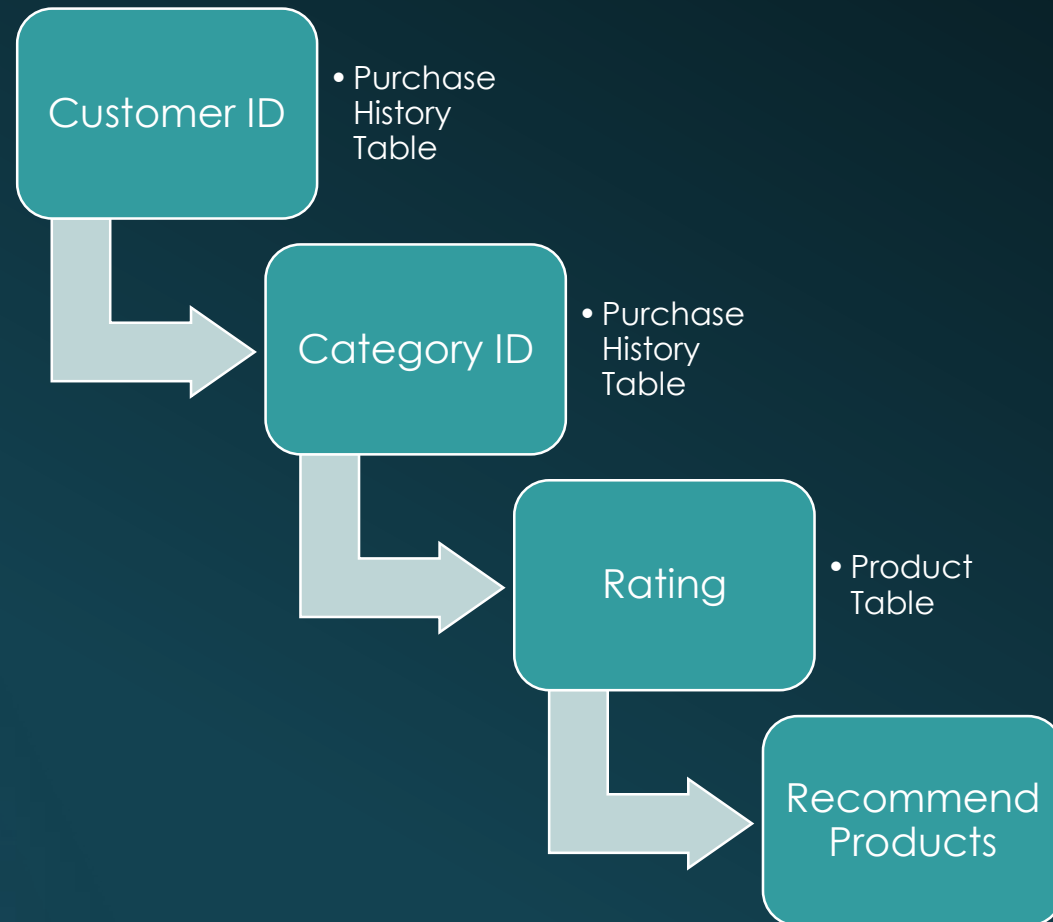 Customer ID
• Purchase
History
Table
Category ID
• Purchase
History
Table
Rating
• Product
Table
Recommend
Products